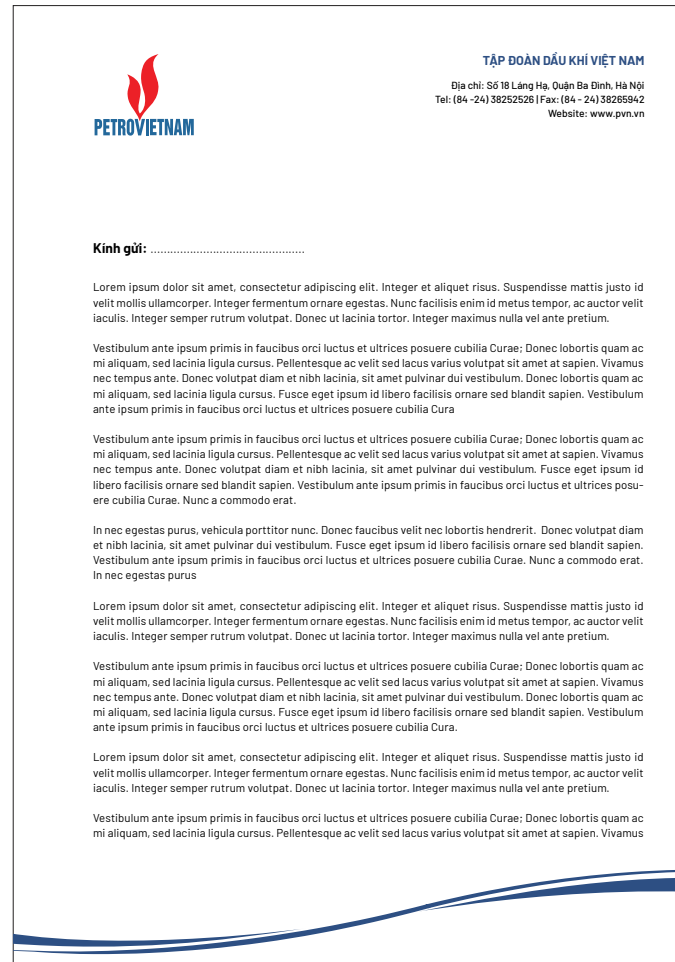 PETROVIETNAM
TẬP ĐOÀN DẦU KHÍ VIỆT NAM
Địa chỉ: Số 18 Láng Hạ, Quận Ba Đình, Hà Nội
Tel: (84 -24) 38252526 | Fax: (84 - 24) 38265942
Website: www.pvn.vn
Kính gửi: ...............................................
Lorem ipsum dolor sit amet, consectetur adipiscing elit. Integer et aliquet risus. Suspendisse mattis justo id
velit mollis ullamcorper. Integer fermentum ornare egestas. Nunc facilisis enim id metus tempor, ac auctor velit
iaculis. Integer semper rutrum volutpat. Donec ut lacinia tortor. Integer maximus nulla vel ante pretium.
Vestibulum ante ipsum primis in faucibus orci luctus et ultrices posuere cubilia Curae; Donec lobortis quam ac
mi aliquam, sed lacinia ligula cursus. Pellentesque ac velit sed lacus varius volutpat sit amet at sapien. Vivamus
nec tempus ante. Donec volutpat diam et nibh lacinia, sit amet pulvinar dui vestibulum. Donec lobortis quam ac
mi aliquam, sed lacinia ligula cursus. Fusce eget ipsum id libero facilisis ornare sed blandit sapien. Vestibulum
ante ipsum primis in faucibus orci luctus et ultrices posuere cubilia Cura
Vestibulum ante ipsum primis in faucibus orci luctus et ultrices posuere cubilia Curae; Donec lobortis quam ac
mi aliquam, sed lacinia ligula cursus. Pellentesque ac velit sed lacus varius volutpat sit amet at sapien. Vivamus
nec tempus ante. Donec volutpat diam et nibh lacinia, sit amet pulvinar dui vestibulum. Fusce eget ipsum id
libero facilisis ornare sed blandit sapien. Vestibulum ante ipsum primis in faucibus orci luctus et ultrices posu-
ere cubilia Curae. Nunc a commodo erat.
In nec egestas purus, vehicula porttitor nunc. Donec faucibus velit nec lobortis hendrerit. Donec volutpat diam
et nibh lacinia, sit amet pulvinar dui vestibulum. Fusce eget ipsum id libero facilisis ornare sed blandit sapien.
Vestibulum ante ipsum primis in faucibus orci luctus et ultrices posuere cubilia Curae. Nunc a commodo erat.
In nec egestas purus
Lorem ipsum dolor sit amet, consectetur adipiscing elit. Integer et aliquet risus. Suspendisse mattis justo id
velit mollis ullamcorper. Integer fermentum ornare egestas. Nunc facilisis enim id metus tempor, ac auctor velit
iaculis. Integer semper rutrum volutpat. Donec ut lacinia tortor. Integer maximus nulla vel ante pretium.
Vestibulum ante ipsum primis in faucibus orci luctus et ultrices posuere cubilia Curae; Donec lobortis quam ac
mi aliquam, sed lacinia ligula cursus. Pellentesque ac velit sed lacus varius volutpat sit amet at sapien. Vivamus
nec tempus ante. Donec volutpat diam et nibh lacinia, sit amet pulvinar dui vestibulum. Donec lobortis quam ac
mi aliquam, sed lacinia ligula cursus. Fusce eget ipsum id libero facilisis ornare sed blandit sapien. Vestibulum
ante ipsum primis in faucibus orci luctus et ultrices posuere cubilia Cura.
Lorem ipsum dolor sit amet, consectetur adipiscing elit. Integer et aliquet risus. Suspendisse mattis justo id
velit mollis ullamcorper. Integer fermentum ornare egestas. Nunc facilisis enim id metus tempor, ac auctor velit
iaculis. Integer semper rutrum volutpat. Donec ut lacinia tortor. Integer maximus nulla vel ante pretium.
Vestibulum ante ipsum primis in faucibus orci luctus et ultrices posuere cubilia Curae; Donec lobortis quam ac
mi aliquam, sed lacinia ligula cursus. Pellentesque ac velit sed lacus varius volutpat sit amet at sapien. Vivamus